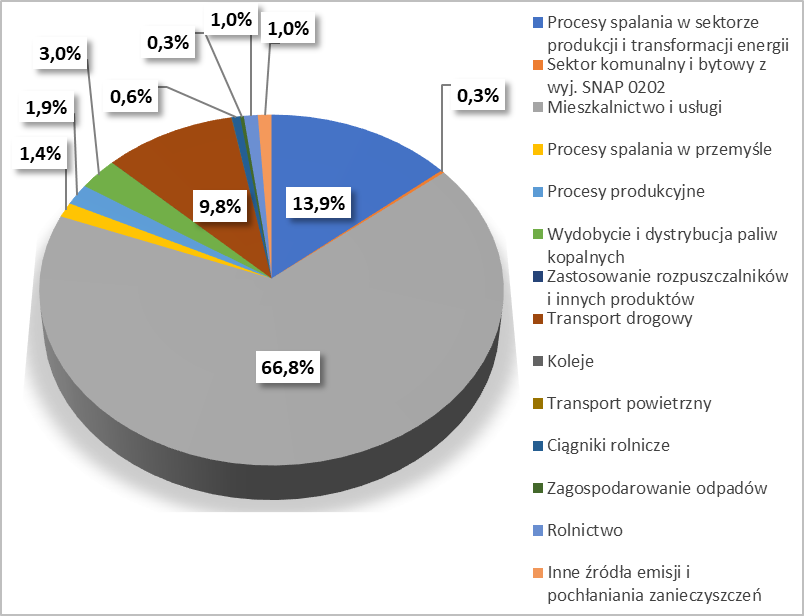 1,0%
1,0%
0,3%
3,0%
0,6%
0,3%
1,9%
1,4%
9,8%
13,9%
66,8%
Procesy spalania w sektorze
produkcji i transformacji energii
Sektor komunalny i bytowy z
wyj. SNAP 0202
Mieszkalnictwo i usługi
Procesy spalania w przemyśle
Procesy produkcyjne
Wydobycie i dystrybucja paliw
kopalnych
Zastosowanie rozpuszczalników
i innych produktów
Transport drogowy
Koleje
Transport powietrzny
Ciągniki rolnicze
Zagospodarowanie odpadów
Rolnictwo
Inne źródła emisji i
pochłaniania zanieczyszczeń